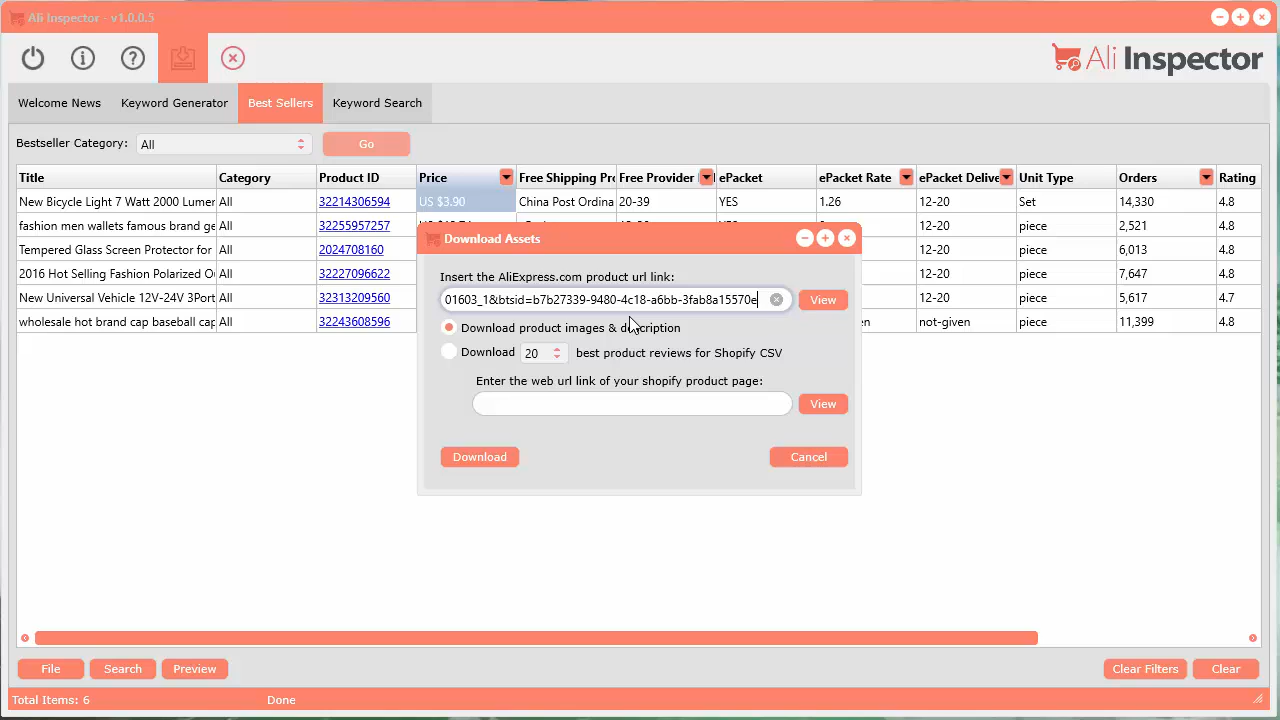 Ali Inspector - v1.0.0.5
Ali Inspector
Welcome News Keyword Generator Best Sellers Keyword Search
Bestseller Category: All Go
Title Category Product ID Price Free Shipping Pro Free Provider ePacket ePacket Rate ePacket Delive Unit Type Orders Rating
New Bicycle Light 7 Watt 2000 Lumer All 32214306594 US $3.90 China Post Ordina 20-39 YES 1.26 12-20 Set 14,330 4.8
fashion men wallets famous brand ge All 32255957257 12-20 piece 2,521 4.8
Tempered Glass Screen Protector for All 2024708160 12-20 piece 6,013 4.8
2016 Hot Selling Fashion Polarized O All 32227096622 12-20 piece 7,647 4.8
New Universal Vehicle 12V-24V 3Port All 32313209560 12-20 piece 5,617 4.7
wholesale hot brand cap baseball cap All 32243608596 not-given piece 11,399 4.8
Download Assets
Insert the AliExpress.com product url link:
01603_1&btsid=b7b27339-9480-4c18-a6bb-3fab8a15570e View
Download product images & description
Download 20 best product reviews for Shopify CSV
Enter the web url link of your shopify product page:
View
Download Cancel
File Search Preview Clear Filters Clear
Total Items: 6 Done